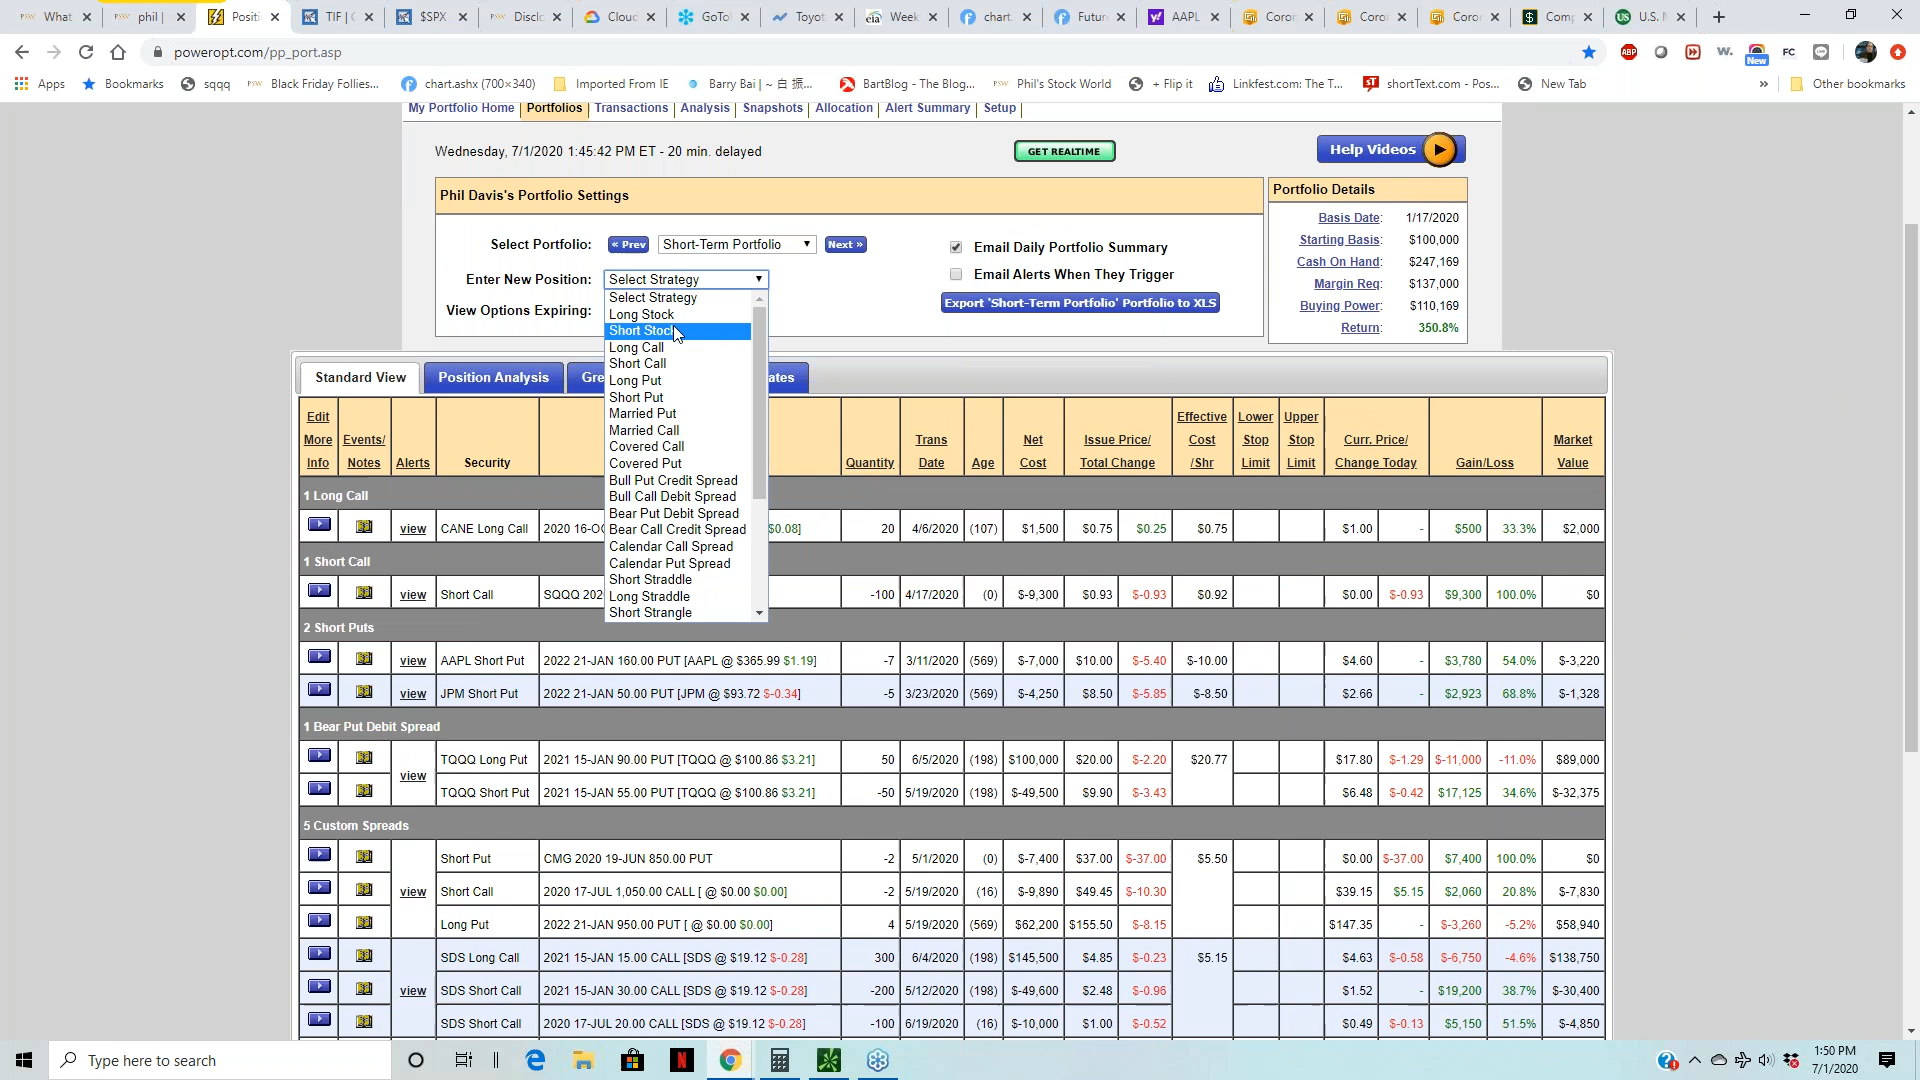 What
phil |
Positi
TIF | (
$SPX
Disclo
Clouc
GoTo
Toyot
Week
chart.
Futur
AAPL
Coror
Coror
Coror
Comp
U.S. I
poweropt.com/pp_port.asp
Apps Bookmarks sqqq Black Friday Follies... chart.ashx (700×340) Imported From IE Barry Bai | ~ 白 振... BartBlog - The Blog... Phil's Stock World + Flip it Linkfest.com: The T... shortText.com - Pos... New Tab » Other bookmarks
My Portfolio Home Portfolios Transactions Analysis Snapshots Allocation Alert Summary Setup
Wednesday, 7/1/2020 1:45:42 PM ET - 20 min. delayed
GET REALTIME
Help Videos
Phil Davis's Portfolio Settings
Select Portfolio: « Prev Short-Term Portfolio Next »
Enter New Position: Select Strategy
View Options Expiring:
Email Daily Portfolio Summary
Email Alerts When They Trigger
Export 'Short-Term Portfolio' Portfolio to XLS
Portfolio Details
Basis Date: 1/17/2020
Starting Basis: $100,000
Cash On Hand: $247,169
Margin Req: $137,000
Buying Power: $110,169
Return: 350.8%
Select Strategy
Long Stock
Short Stock
Long Call
Short Call
Long Put
Short Put
Married Put
Married Call
Covered Call
Covered Put
Bull Put Credit Spread
Bull Call Debit Spread
Bear Put Debit Spread
Bear Call Credit Spread
Calendar Call Spread
Calendar Put Spread
Short Straddle
Long Straddle
Short Strangle
Standard View Position Analysis Gre ates
Edit More Info
Events/ Notes
Alerts
Security
Quantity
Trans Date
Age
Net Cost
Issue Price/ Total Change
Effective Cost /Shr
Lower Stop Limit
Upper Stop Limit
Curr. Price/ Change Today
Gain/Loss
Market Value
1 Long Call
view CANE Long Call 2020 16-O $0.08] 20 4/6/2020 (107) $1,500 $0.75 $0.25 $0.75 $1.00 - $500 33.3% $2,000
1 Short Call
view Short Call SQQQ 202 -100 4/17/2020 (0) $-9,300 $0.93 $-0.93 $0.92 $0.00 $-0.93 $9,300 100.0% $0
2 Short Puts
view AAPL Short Put 2022 21-JAN 160.00 PUT [AAPL @ $365.99 $1.19] -7 3/11/2020 (569) $-7,000 $10.00 $-5.40 $-10.00 $4.60 - $3,780 54.0% $-3,220
view JPM Short Put 2022 21-JAN 50.00 PUT [JPM @ $93.72 $-0.34] -5 3/23/2020 (569) $-4,250 $8.50 $-5.85 $-8.50 $2.66 - $2,923 68.8% $-1,328
1 Bear Put Debit Spread
view TQQQ Long Put 2021 15-JAN 90.00 PUT [TQQQ @ $100.86 $3.21] 50 6/5/2020 (198) $100,000 $20.00 $-2.20 $20.77 $17.80 $-1.29 $-11,000 -11.0% $89,000
TQQQ Short Put 2021 15-JAN 55.00 PUT [TQQQ @ $100.86 $3.21] -50 5/19/2020 (198) $-49,500 $9.90 $-3.43 $6.48 $-0.42 $17,125 34.6% $-32,375
5 Custom Spreads
Short Put CMG 2020 19-JUN 850.00 PUT -2 5/1/2020 (0) $-7,400 $37.00 $-37.00 $5.50 $0.00 $-37.00 $7,400 100.0% $0
view Short Call 2020 17-JUL 1,050.00 CALL [ @ $0.00 $0.00] -2 5/19/2020 (16) $-9,890 $49.45 $-10.30 $39.15 $5.15 $2,060 20.8% $-7,830
Long Put 2022 21-JAN 950.00 PUT [ @ $0.00 $0.00] 4 5/19/2020 (569) $62,200 $155.50 $-8.15 $147.35 - $-3,260 -5.2% $58,940
SDS Long Call 2021 15-JAN 15.00 CALL [SDS @ $19.12 $-0.28] 300 6/4/2020 (198) $145,500 $4.85 $-0.23 $5.15 $4.63 $-0.58 $-6,750 -4.6% $138,750
view SDS Short Call 2021 15-JAN 30.00 CALL [SDS @ $19.12 $-0.28] -200 5/12/2020 (198) $-49,600 $2.48 $-0.96 $1.52 - $19,200 38.7% $-30,400
SDS Short Call 2020 17-JUL 20.00 CALL [SDS @ $19.12 $-0.28] -100 6/19/2020 (16) $-10,000 $1.00 $-0.52 $0.49 $-0.13 $5,150 51.5% $-4,850
Type here to search
1:50 PM
7/1/2020